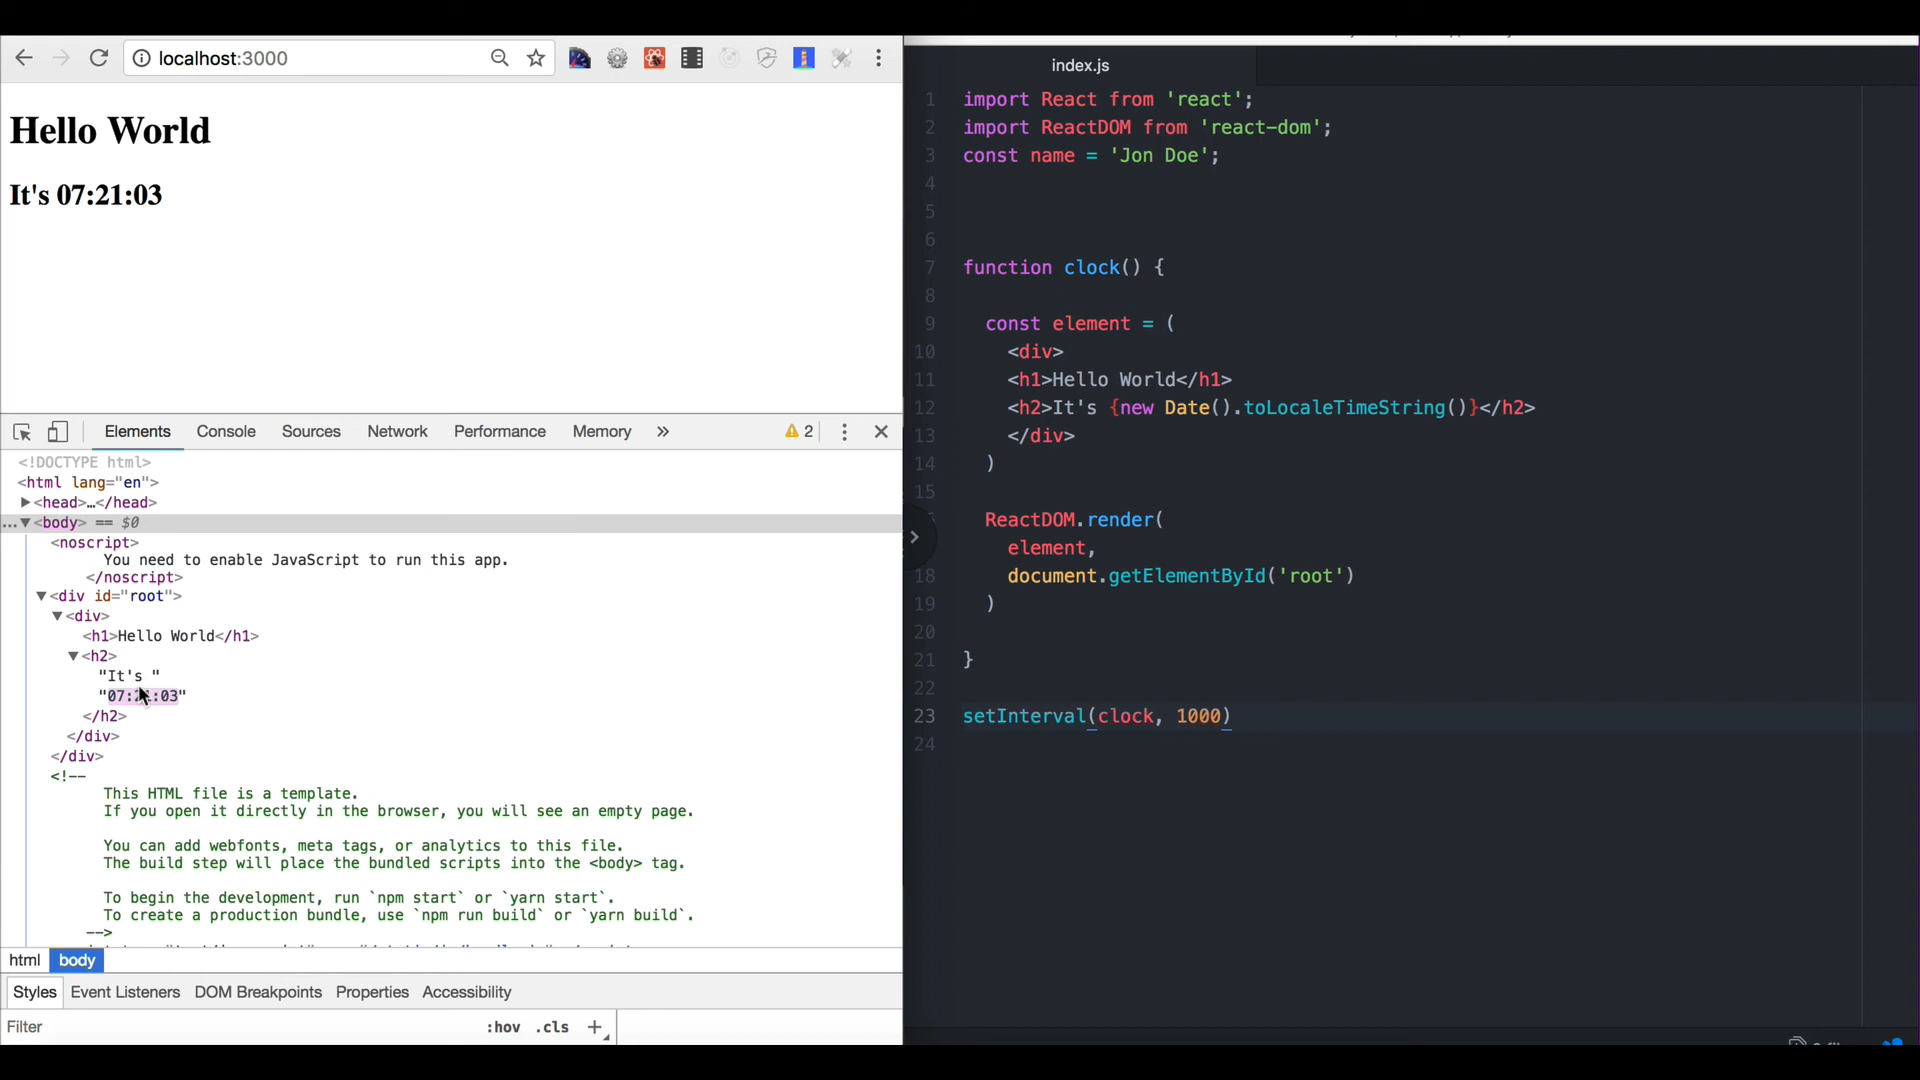 localhost:3000
Hello World
It's 07:21:03
Elements Console Sources Network Performance Memory » 2
<!DOCTYPE html>
<html lang="en">
<head>…</head>
… <body> == $0
<noscript>
You need to enable JavaScript to run this app.
</noscript>
<div id="root">
<div>
<h1>Hello World</h1>
<h2>
"It's "
"07:21:03"
</h2>
</div>
</div>
<!--
This HTML file is a template.
If you open it directly in the browser, you will see an empty page.
You can add webfonts, meta tags, or analytics to this file.
The build step will place the bundled scripts into the <body> tag.
To begin the development, run `npm start` or `yarn start`.
To create a production bundle, use `npm run build` or `yarn build`.
-->
html body
Styles Event Listeners DOM Breakpoints Properties Accessibility
Filter :hov .cls +
index.js
1 import React from 'react';
2 import ReactDOM from 'react-dom';
3 const name = 'Jon Doe';
4
5
6
7 function clock() {
8
9 const element = (
10 <div>
11 <h1>Hello World</h1>
12 <h2>It's {new Date().toLocaleTimeString()}</h2>
13 </div>
14 )
15
ReactDOM.render(
element,
18 document.getElementById('root')
19 )
20
21 }
22
23 setInterval(clock, 1000)
24